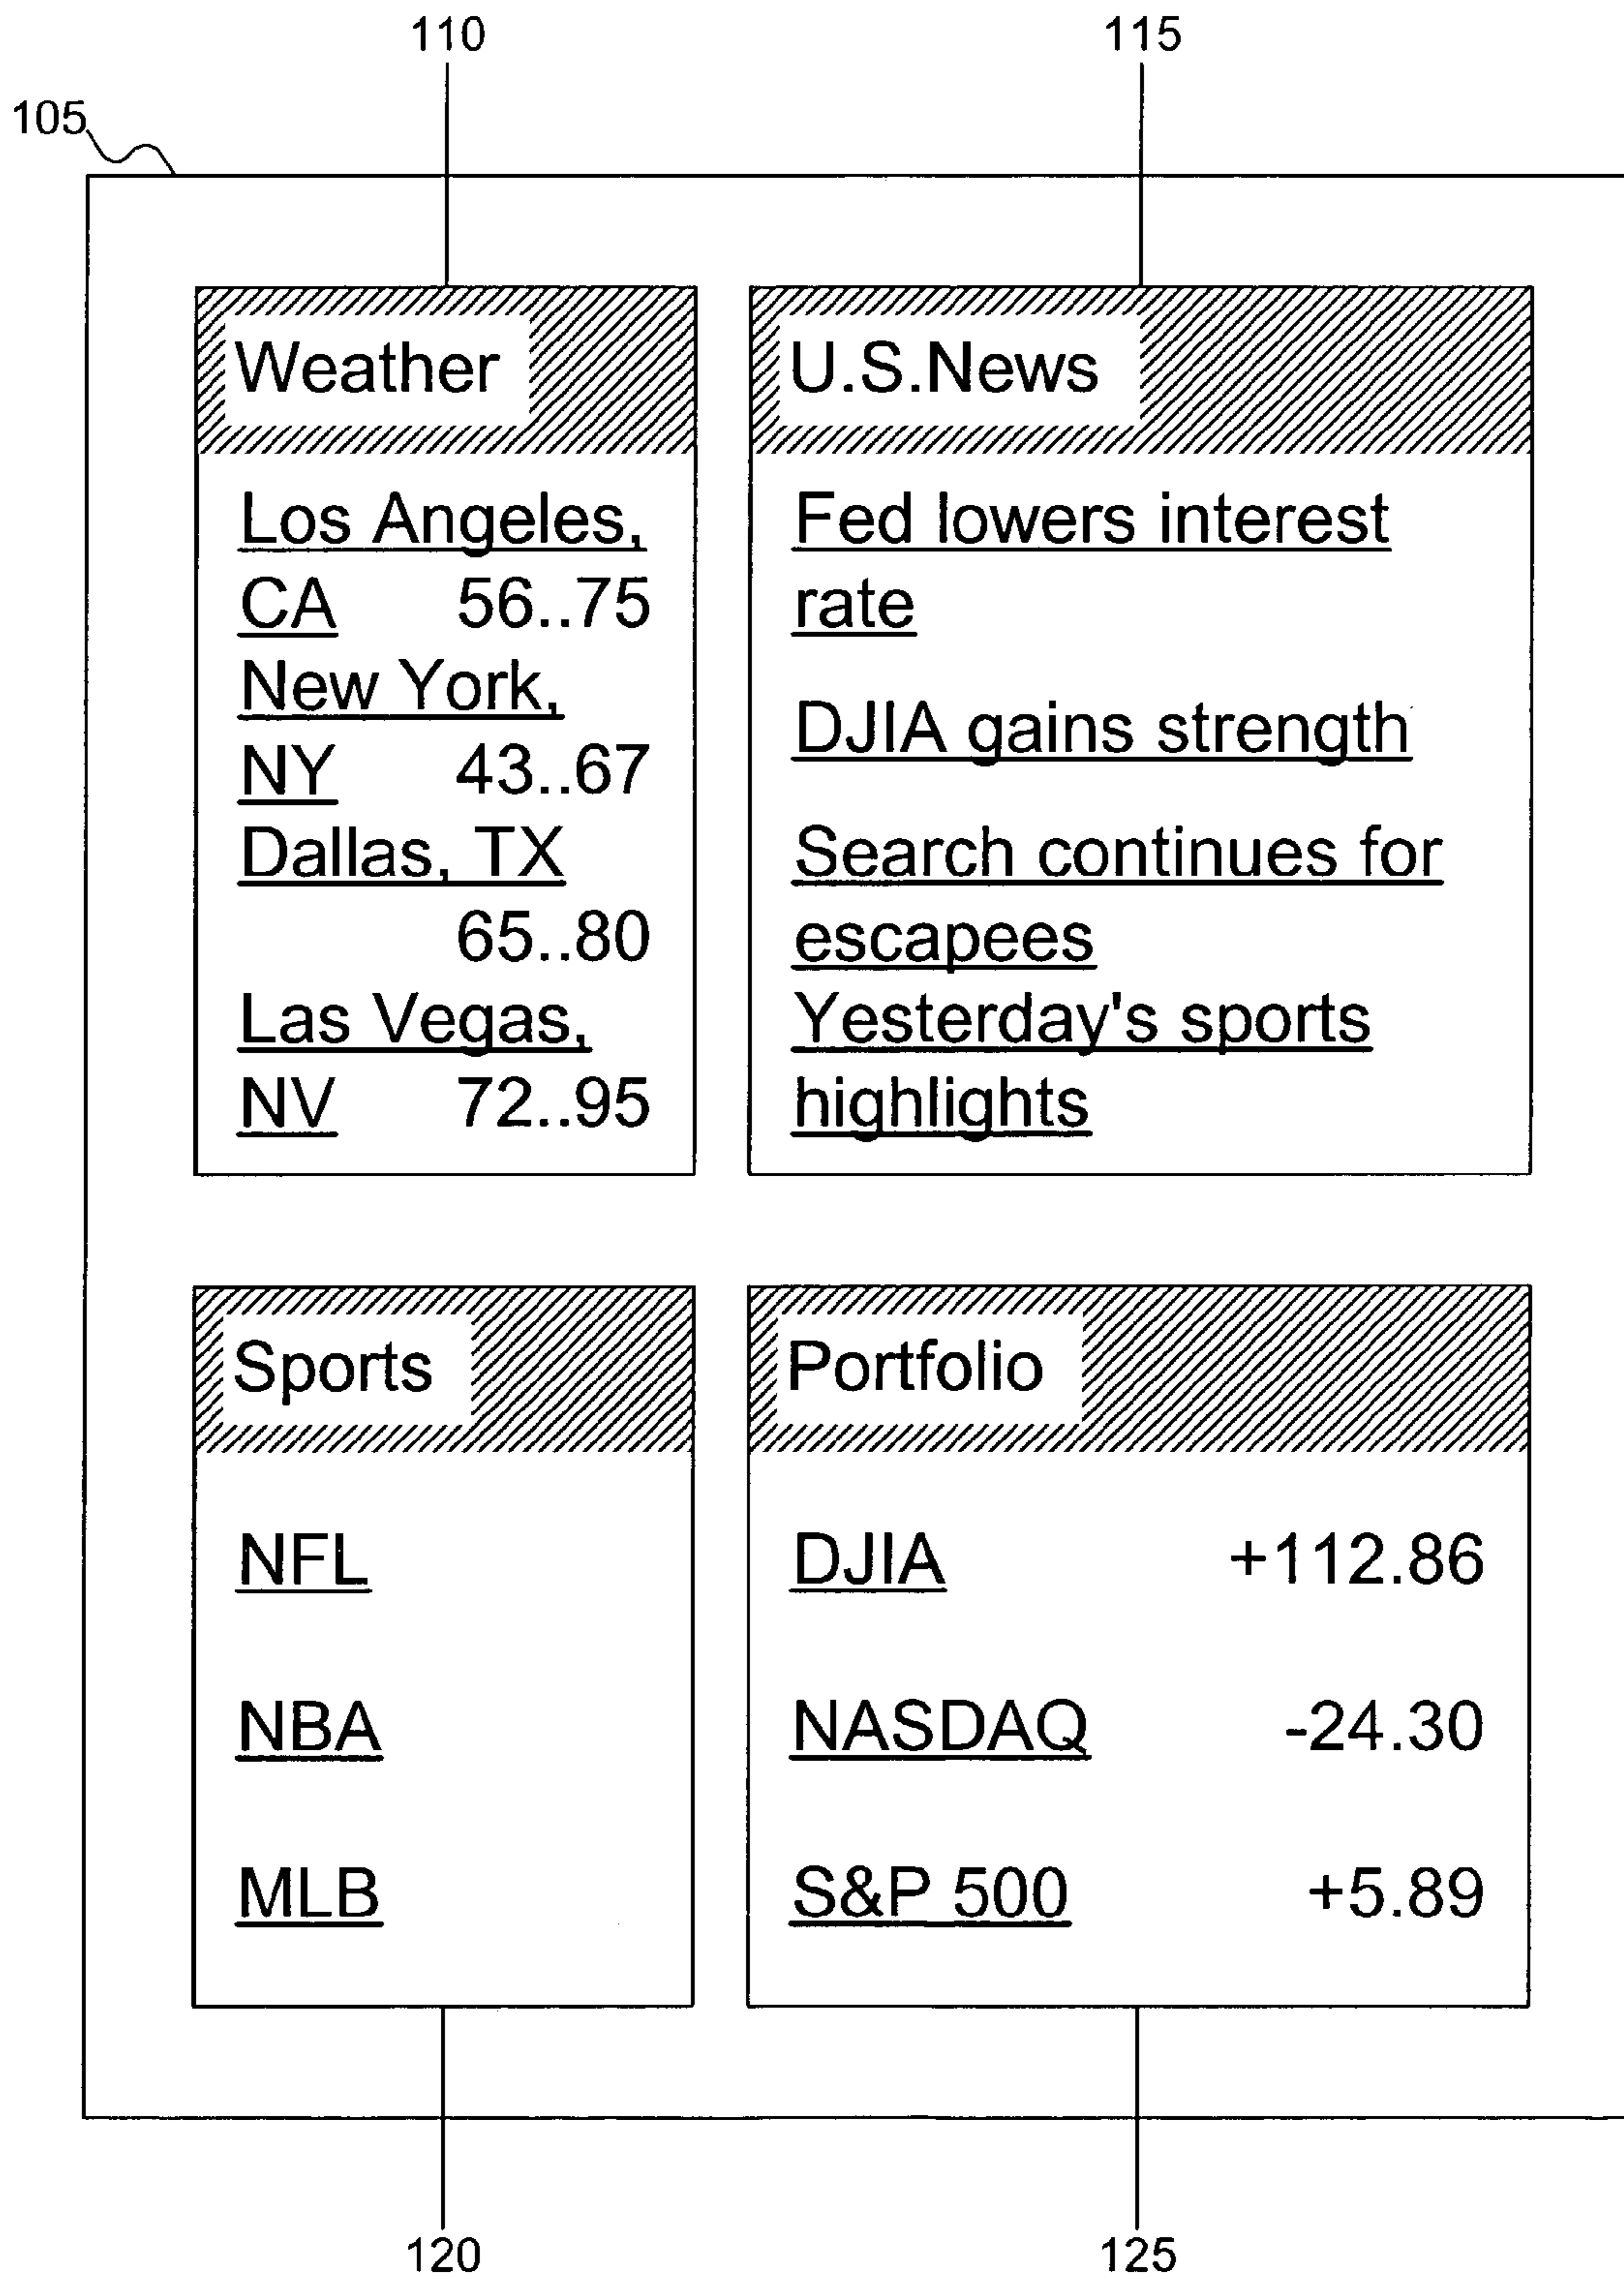 110
115
105
Weather
Los Angeles,
CA 56..75
New York,
NY 43..67
Dallas, TX
65..80
Las Vegas,
NV 72..95
U.S.News
Fed lowers interest
rate
DJIA gains strength
Search continues for
escapees
Yesterday's sports
highlights
Sports
NFL
NBA
MLB
Portfolio
DJIA +112.86
NASDAQ -24.30
S&P 500 +5.89
120
125